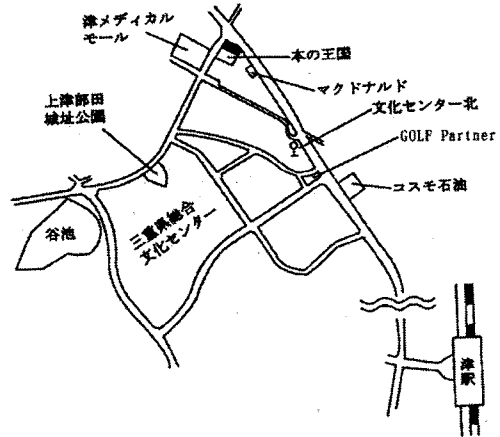 津メディカル
モール
本の王国
マクドナルド
上津部田
城址公園
文化センター北
GOLF Partner
コスモ石油
三重県総合
文化センター
谷池
津駅